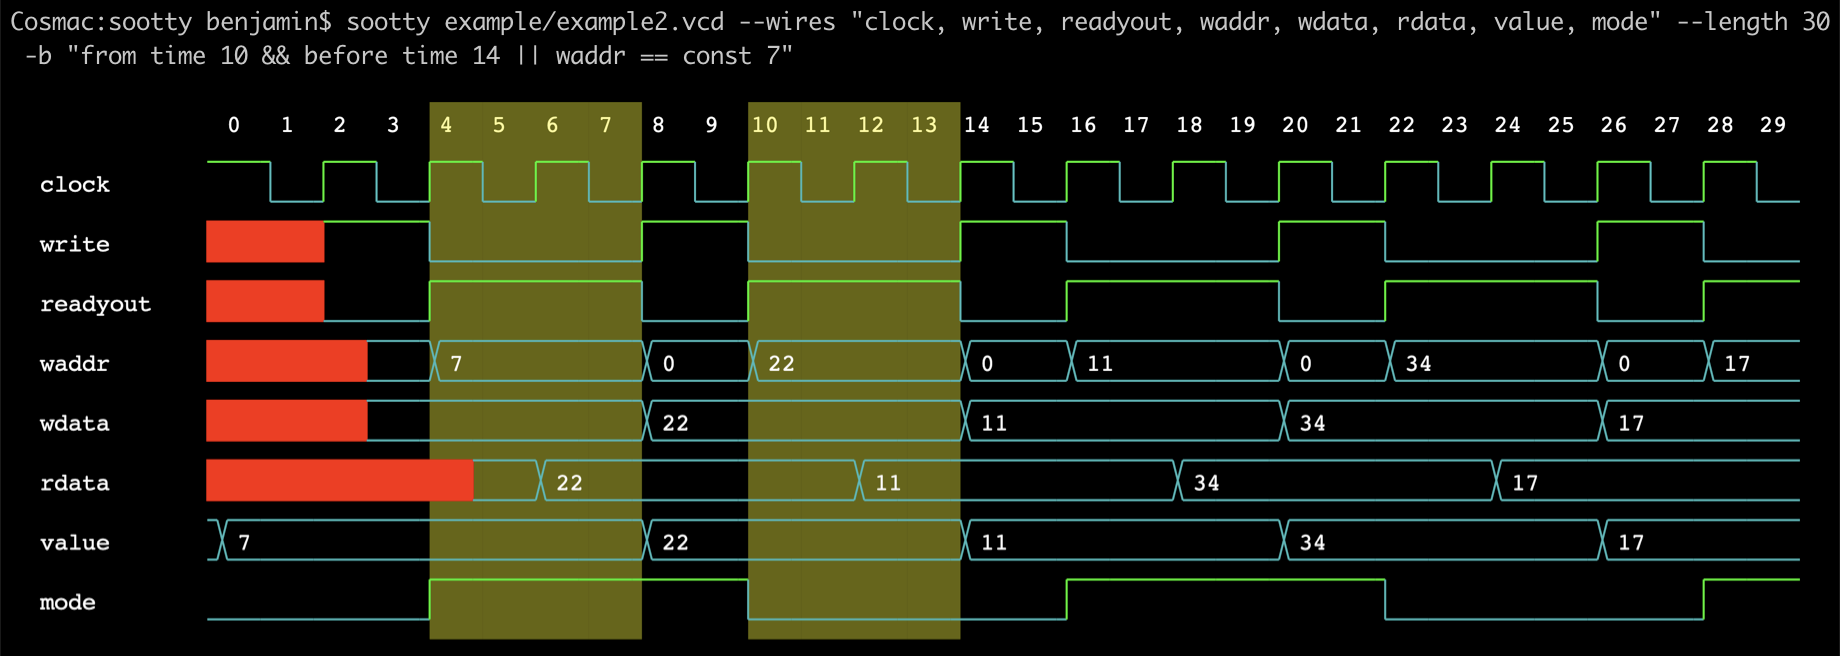 Cosmac:sootty benjamin$ sootty example/example2.vcd --wires "clock, write, readyout, waddr, wdata, rdata, value, mode" --length 30
-b "from time 10 && before time 14 || waddr == const 7"
0 1 2 3 4 5 6 7 8 9 10 11 12 13 14 15 16 17 18 19 20 21 22 23 24 25 26 27 28 29
clock
write
readyout
waddr 7 0 22 0 11 0 34 0 17
wdata 22 11 34 17
rdata 22 11 34 17
value 7 22 11 34 17
mode